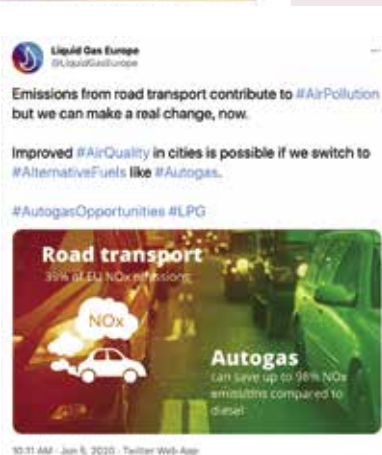 Liquid Gas Europe
@LiquidGasEurope
Emissions from road transport contribute to #AirPollution
but we can make a real change, now.
Improved #AirQuality in cities is possible if we switch to
#AlternativeFuels like #Autogas.
#AutogasOpportunities #LPG
Road transport
39% of EU NOx emissions
NOx
Autogas
can save up to 98% NOx
emissions compared to
diesel
10:11 AM · Jun 5, 2020 · Twitter Web App